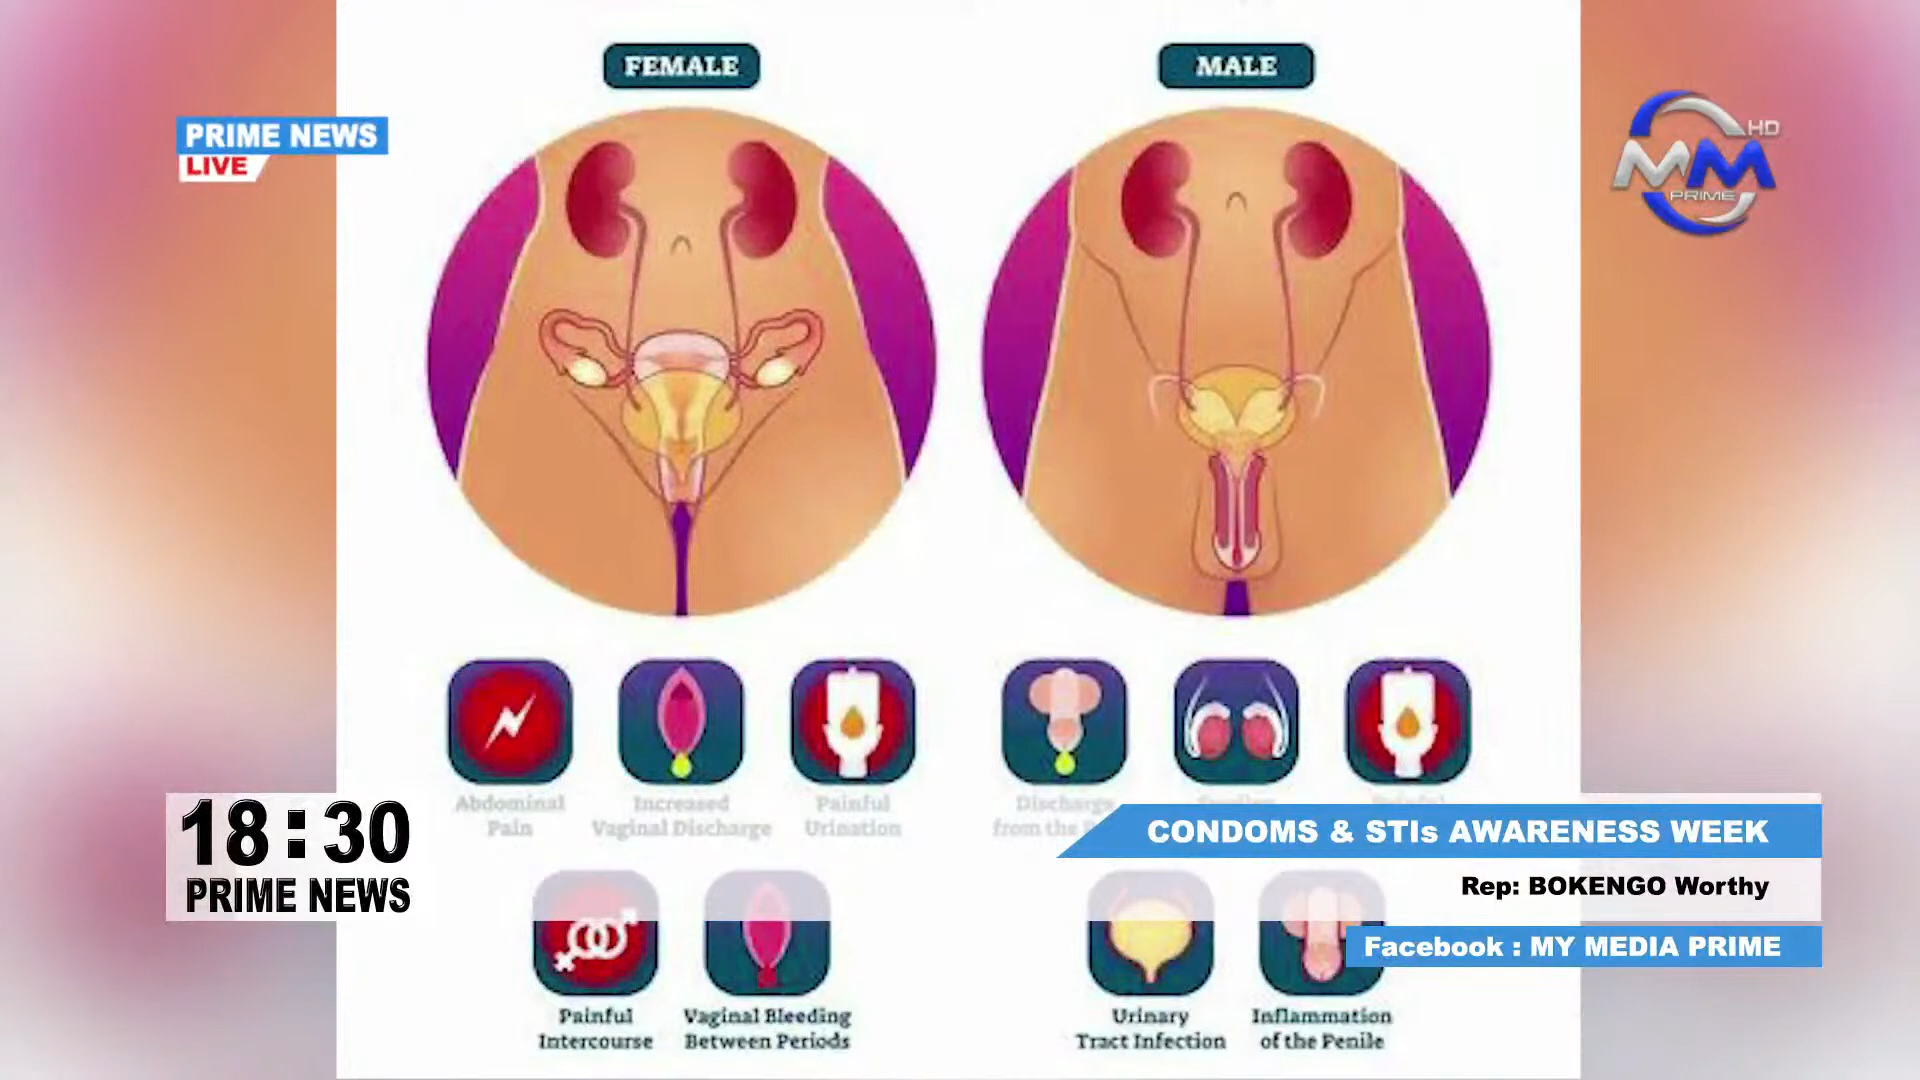 FEMALE
MALE
PRIME NEWS
LIVE
HD
MM
PRIME
Abdominal
Pain
Increased
Vaginal Discharge
Painful
Urination
Discharge
from the
Painful
18:30
PRIME NEWS
CONDOMS & STIs AWARENESS WEEK
Rep: BOKENGO Worthy
Facebook : MY MEDIA PRIME
Painful
Intercourse
Vaginal Bleeding
Between Periods
Urinary
Tract Infection
Inflammation
of the Penile